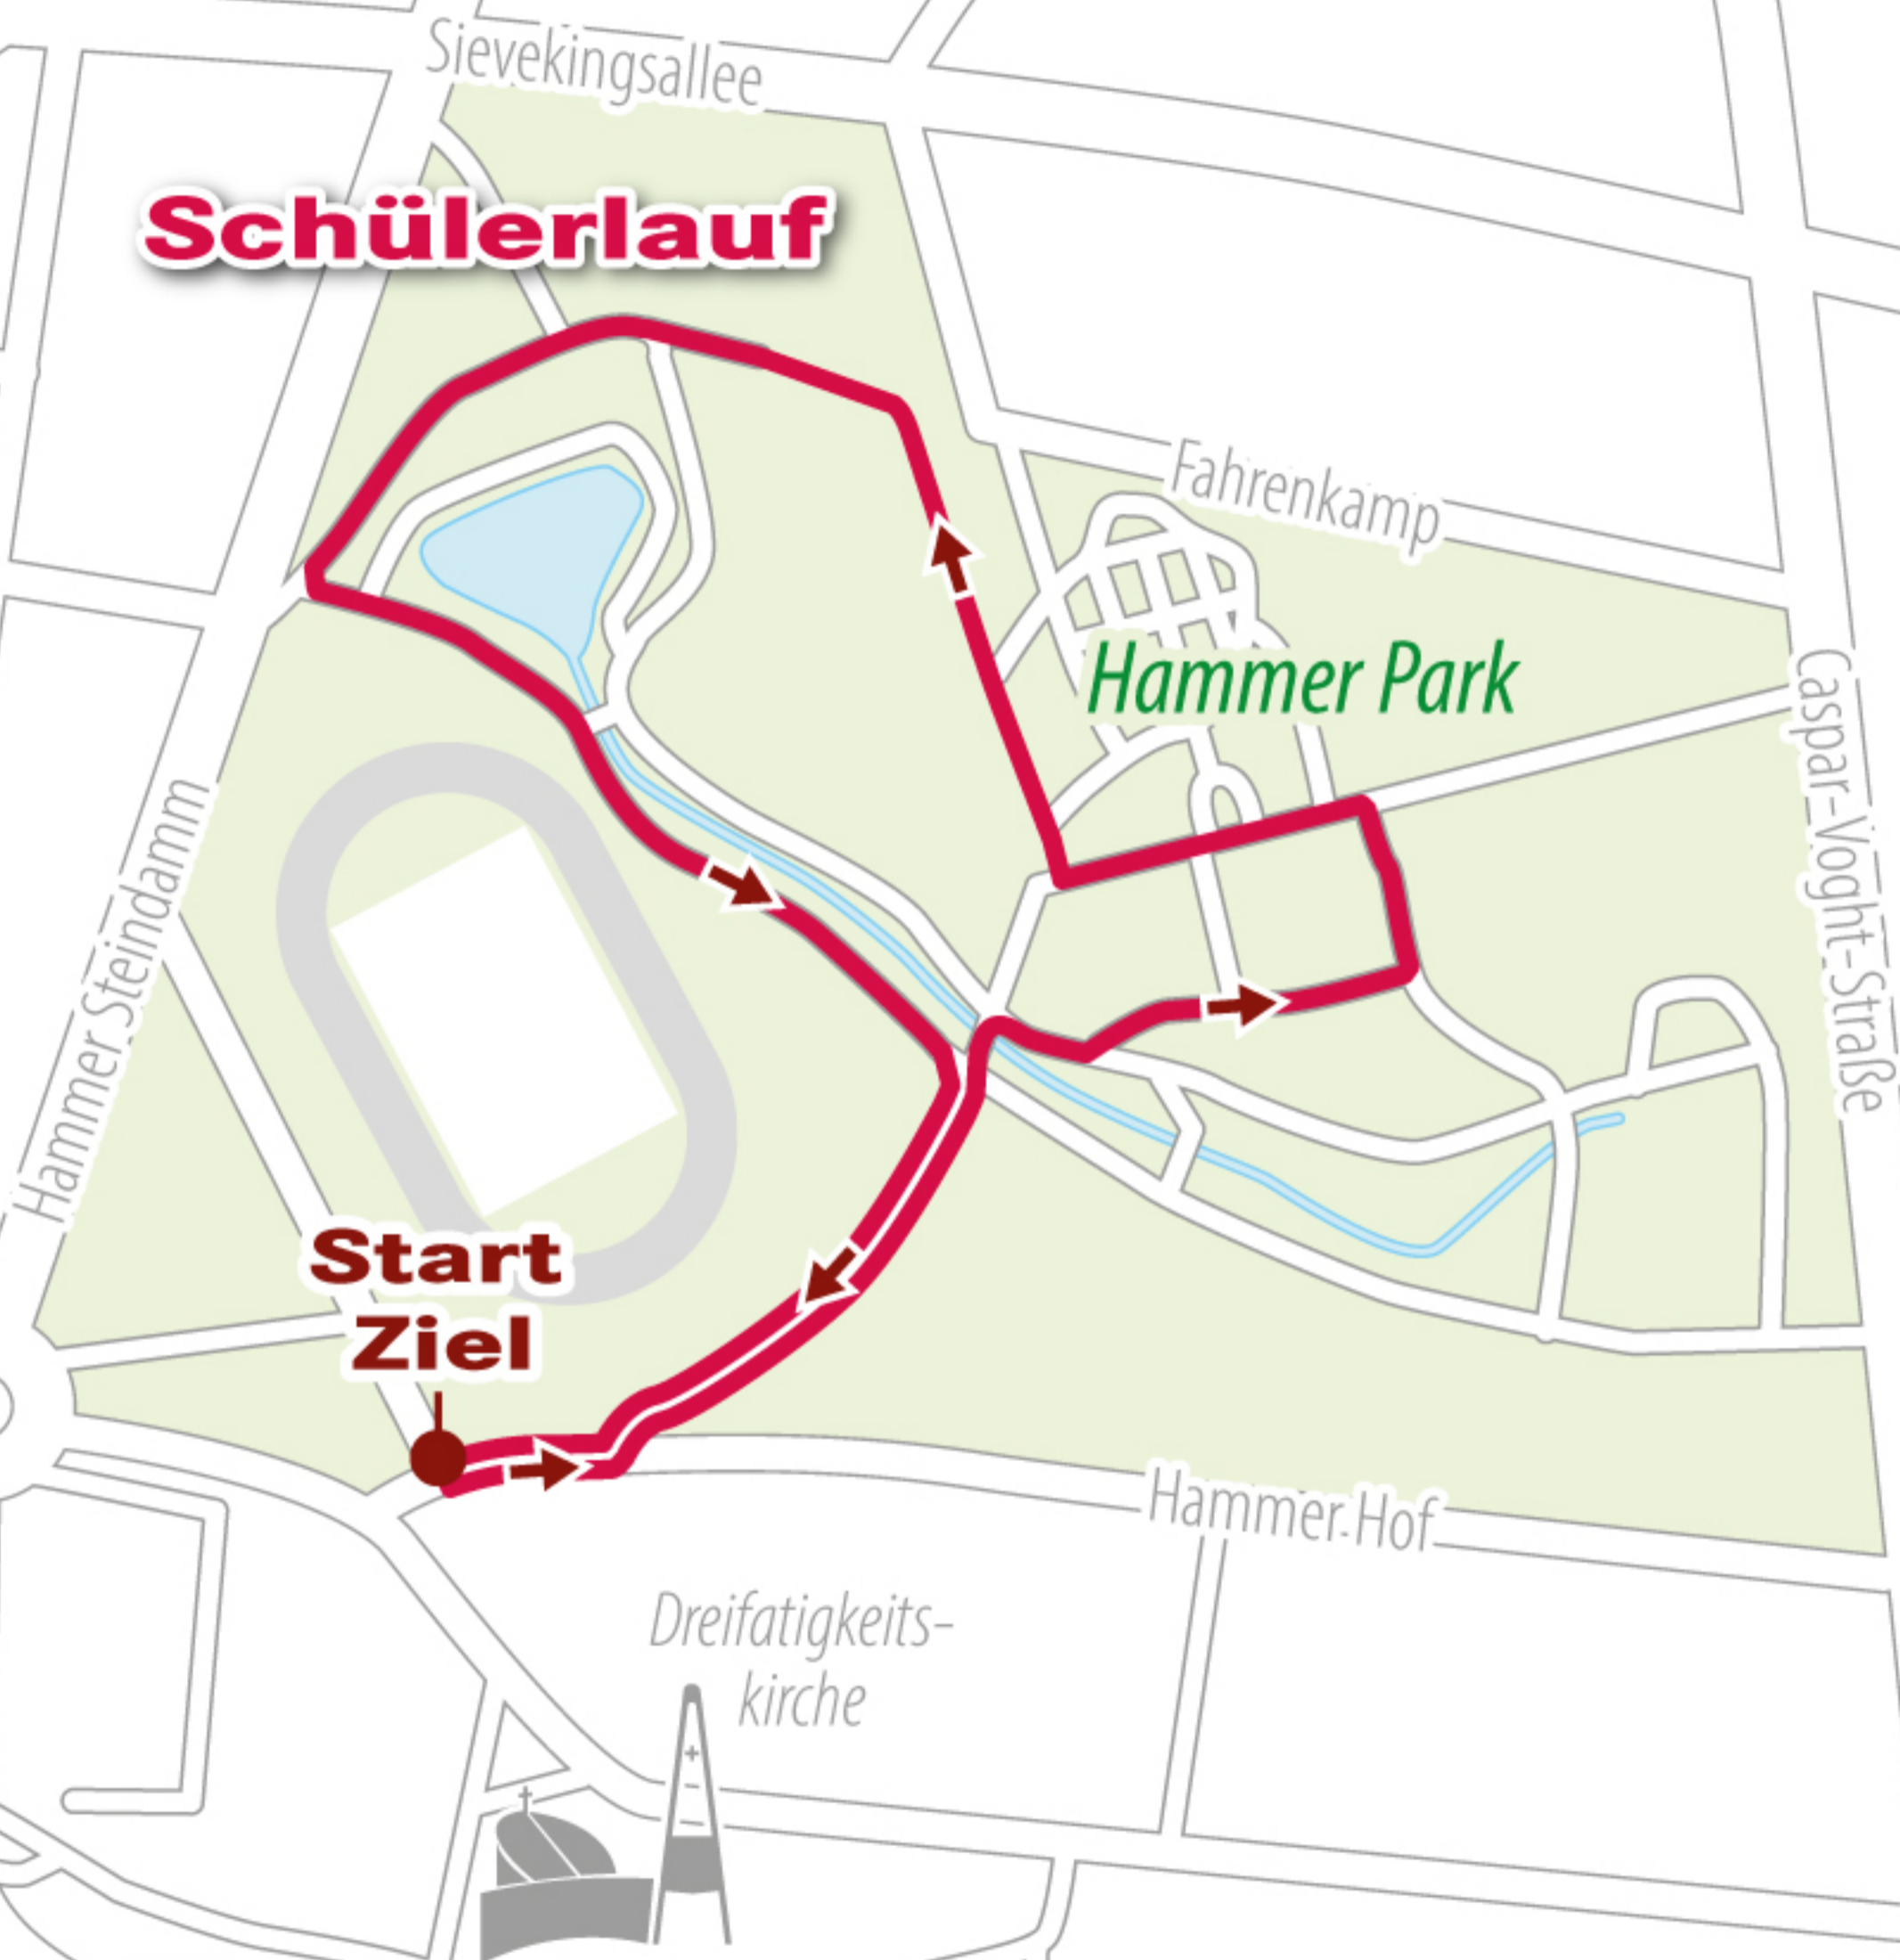 Sievekingsallee
Schülerlauf
Fahrenkamp
Hammer Park
Caspar-Voght-Straße
Hammer Steindamm
Start
Ziel
Hammer Hof
Dreifatigkeits-
kirche